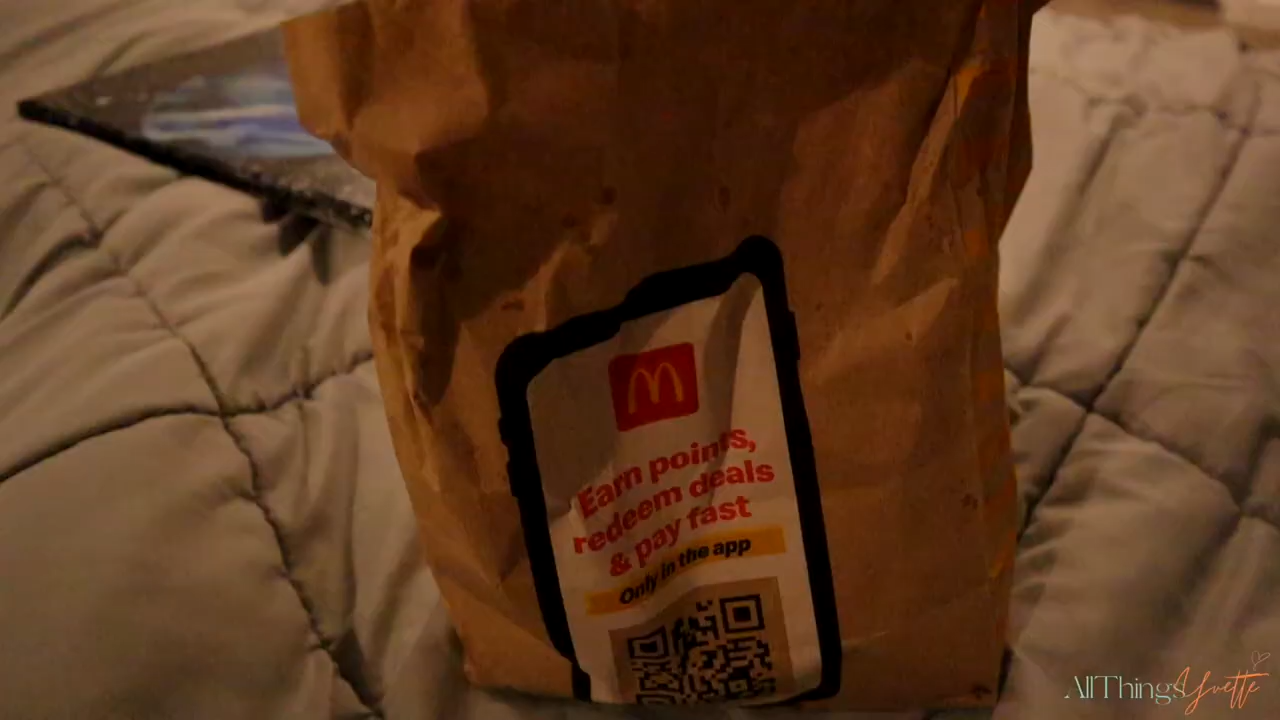 Earn points,
redeem deals
& pay fast
Only in the app
AllThingsYvette